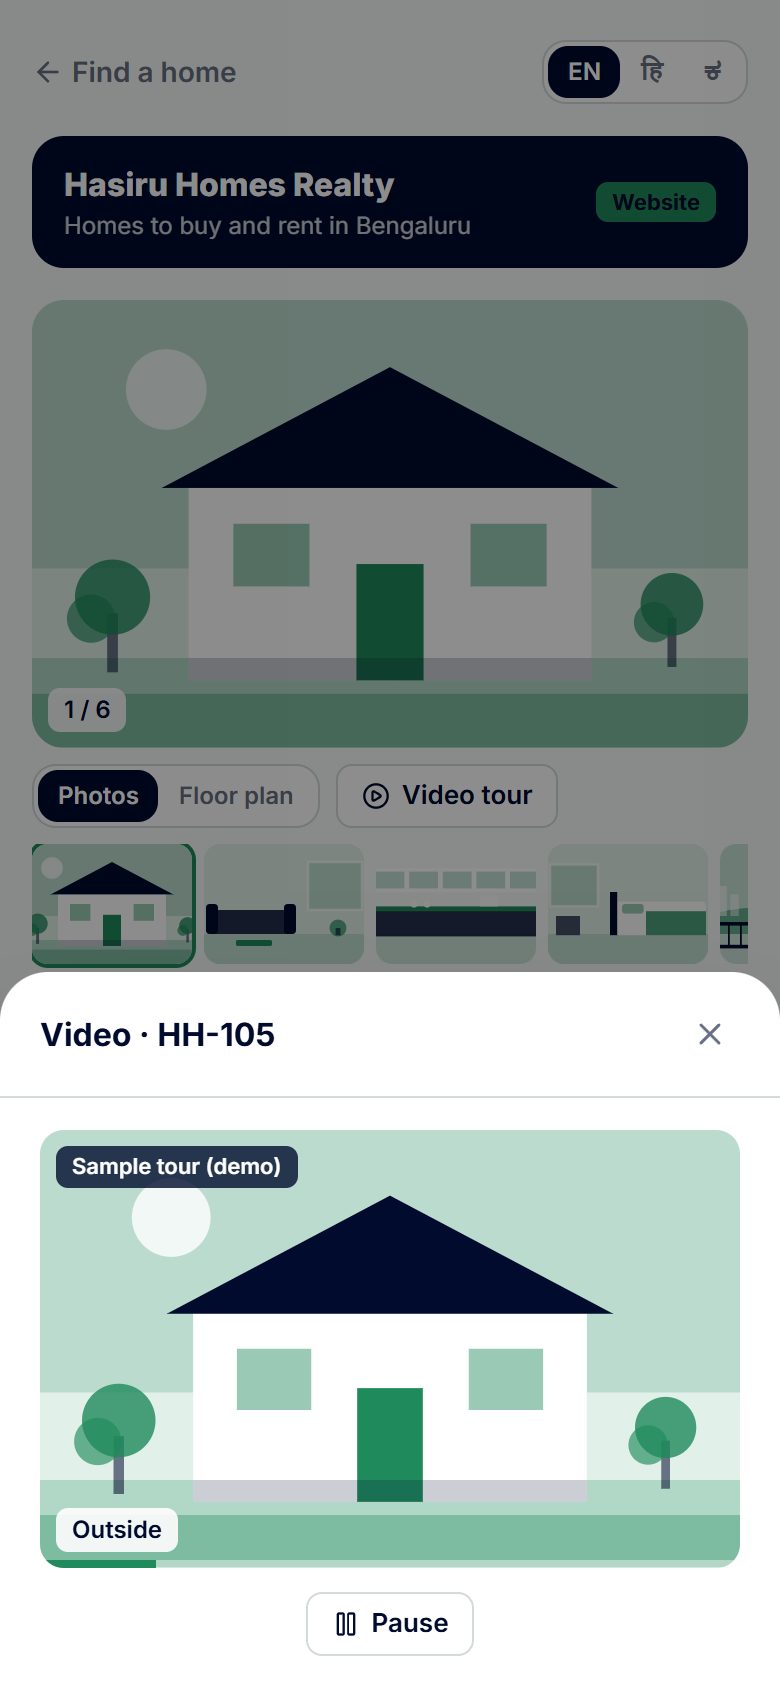 Find a home
EN हि ಕ
Hasiru Homes Realty
Homes to buy and rent in Bengaluru
Website
1 / 6
Photos
Floor plan
Video tour
Video · HH-105
Sample tour (demo)
Outside
Pause